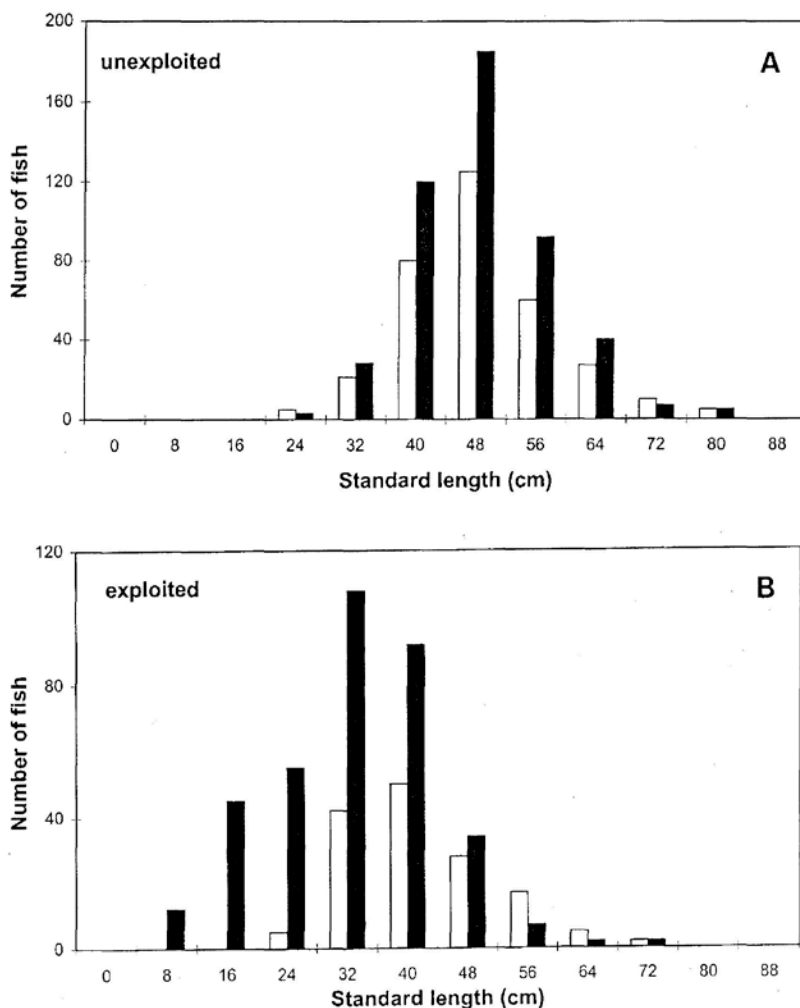 200
unexploited
A
160
120
80
40
0
Number of fish
0 8 16 24 32 40 48 56 64 72 80 88
Standard length (cm)
120
exploited
B
80
40
0
Number of fish
0 8 16 24 32 40 48 56 64 72 80 88
Standard length (cm)